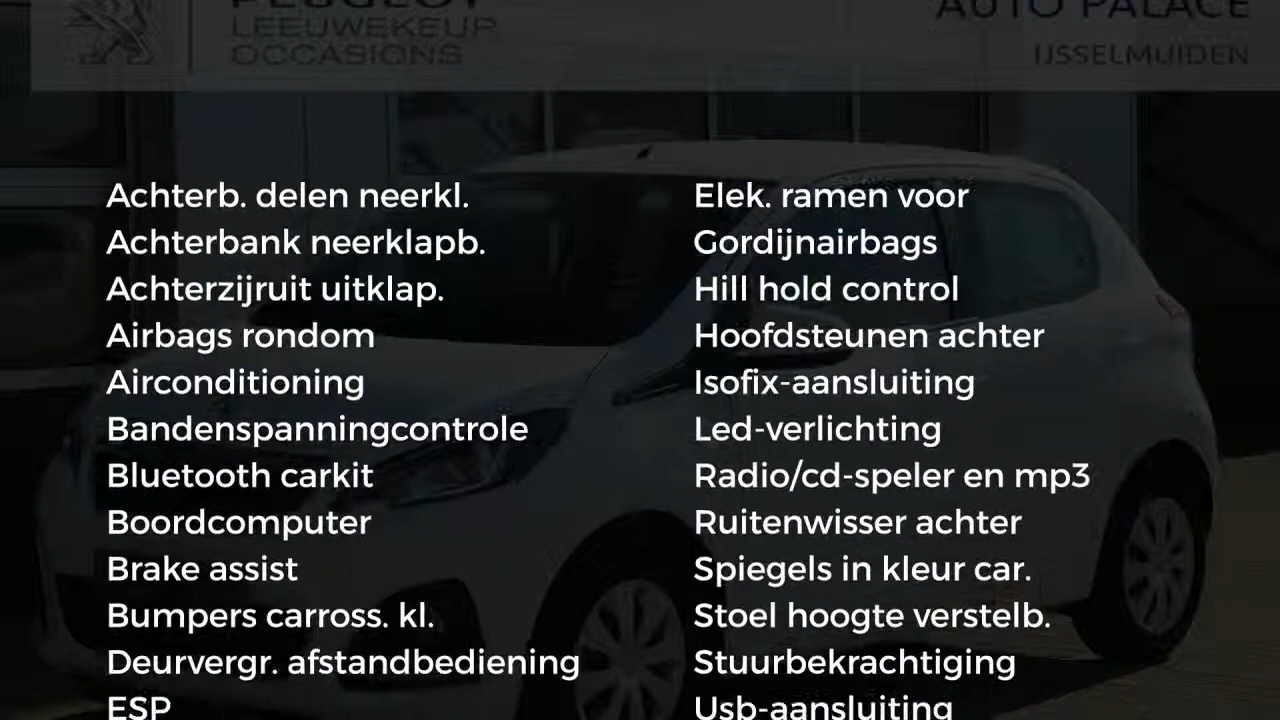 PEUGEOT
LEEUWEKEUR
OCCASIONS
AUTO PALACE
IJSSELMUIDEN
Achterb. delen neerkl.
Achterbank neerklapb.
Achterzijruit uitklap.
Airbags rondom
Airconditioning
Bandenspanningcontrole
Bluetooth carkit
Boordcomputer
Brake assist
Bumpers carross. kl.
Deurvergr. afstandbediening
ESP
Elek. ramen voor
Gordijnairbags
Hill hold control
Hoofdsteunen achter
Isofix-aansluiting
Led-verlichting
Radio/cd-speler en mp3
Ruitenwisser achter
Spiegels in kleur car.
Stoel hoogte verstelb.
Stuurbekrachtiging
Usb-aansluiting